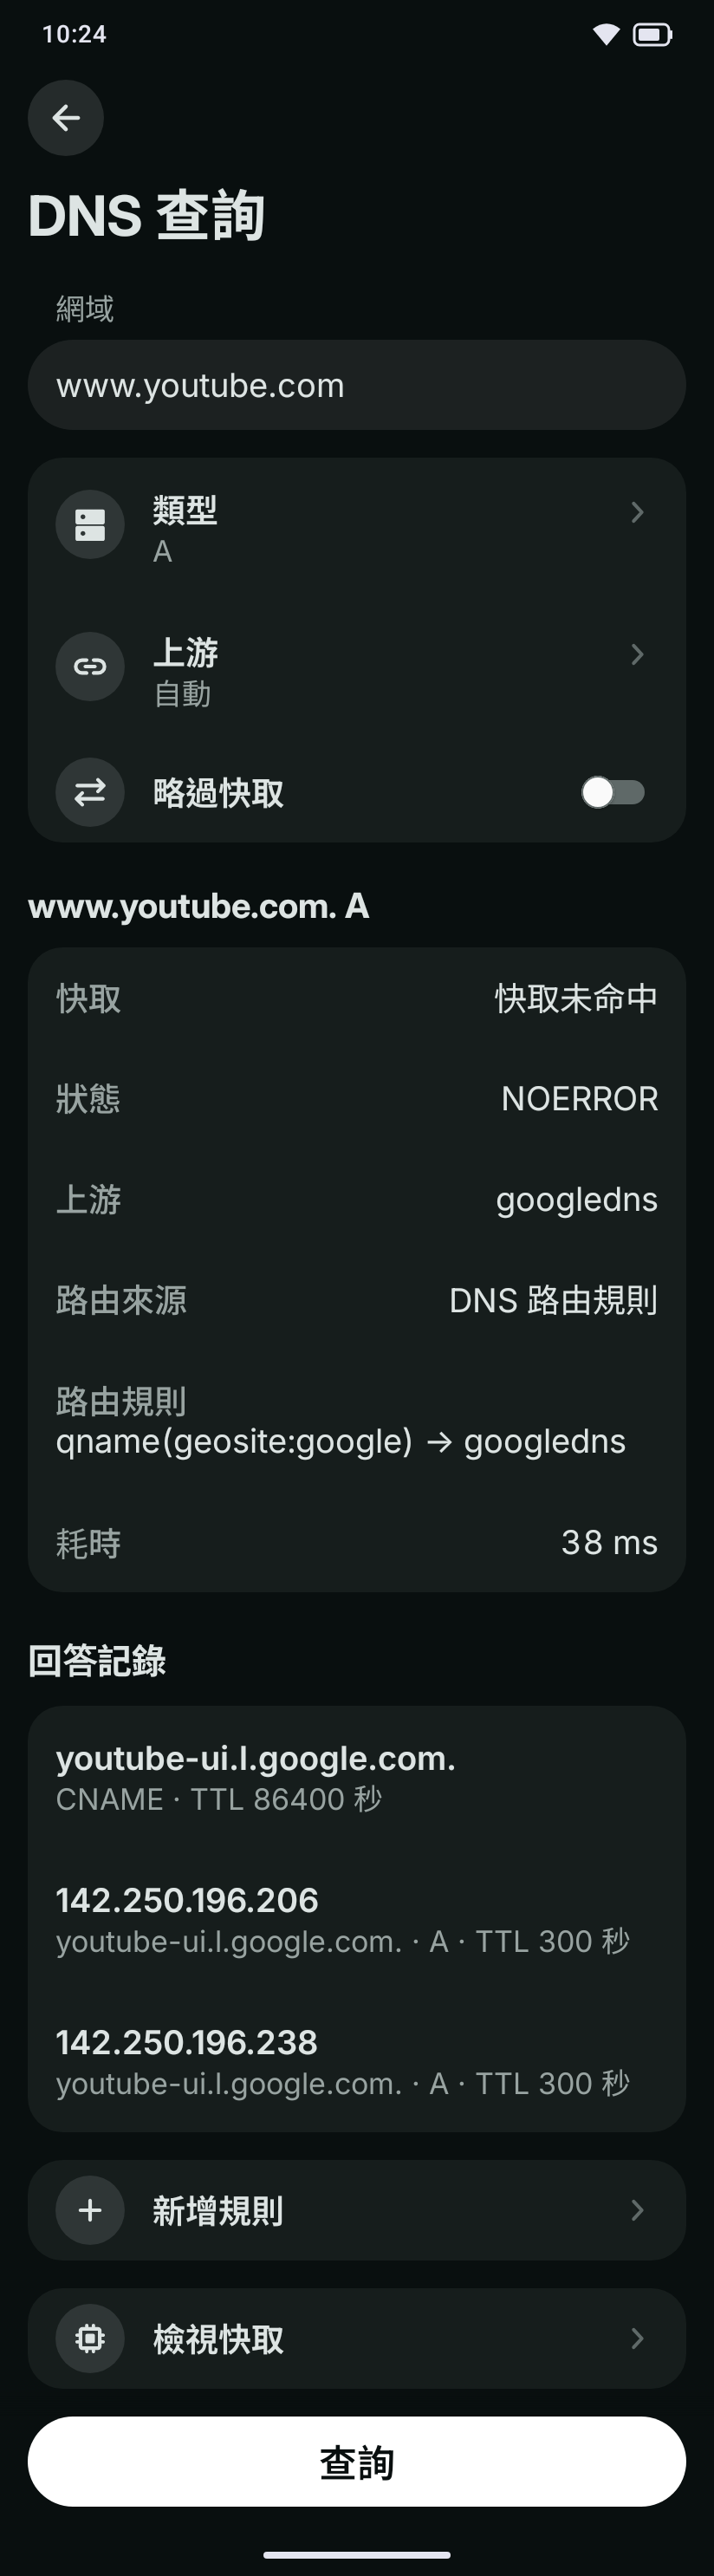 10:24
DNS 查詢
網域
www.youtube.com
類型
A
上游
自動
略過快取
www.youtube.com. A
快取
快取未命中
狀態
NOERROR
上游
googledns
路由來源
DNS 路由規則
路由規則
qname(geosite:google) → googledns
耗時
38 ms
回答記錄
youtube-ui.l.google.com.
CNAME · TTL 86400 秒
142.250.196.206
youtube-ui.l.google.com. · A · TTL 300 秒
142.250.196.238
youtube-ui.l.google.com. · A · TTL 300 秒
新增規則
檢視快取
查詢